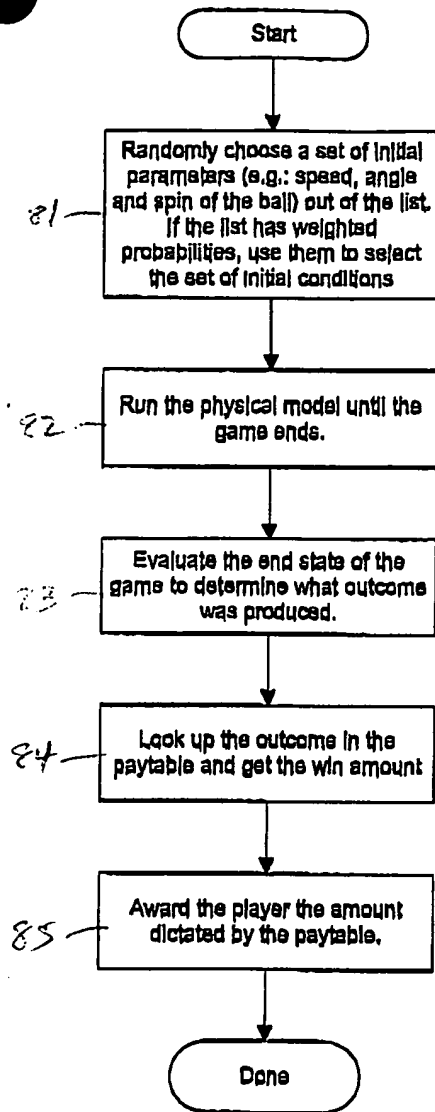 Start
Randomly choose a set of initial
parameters (e.g.: speed, angle
and spin of the ball) out of the list.
If the list has weighted
probabilities, use them to select
the set of initial conditions
81
Run the physical model until the
game ends.
82
Evaluate the end state of the
game to determine what outcome
was produced.
83
Look up the outcome in the
paytable and get the win amount
84
Award the player the amount
dictated by the paytable.
85
Done